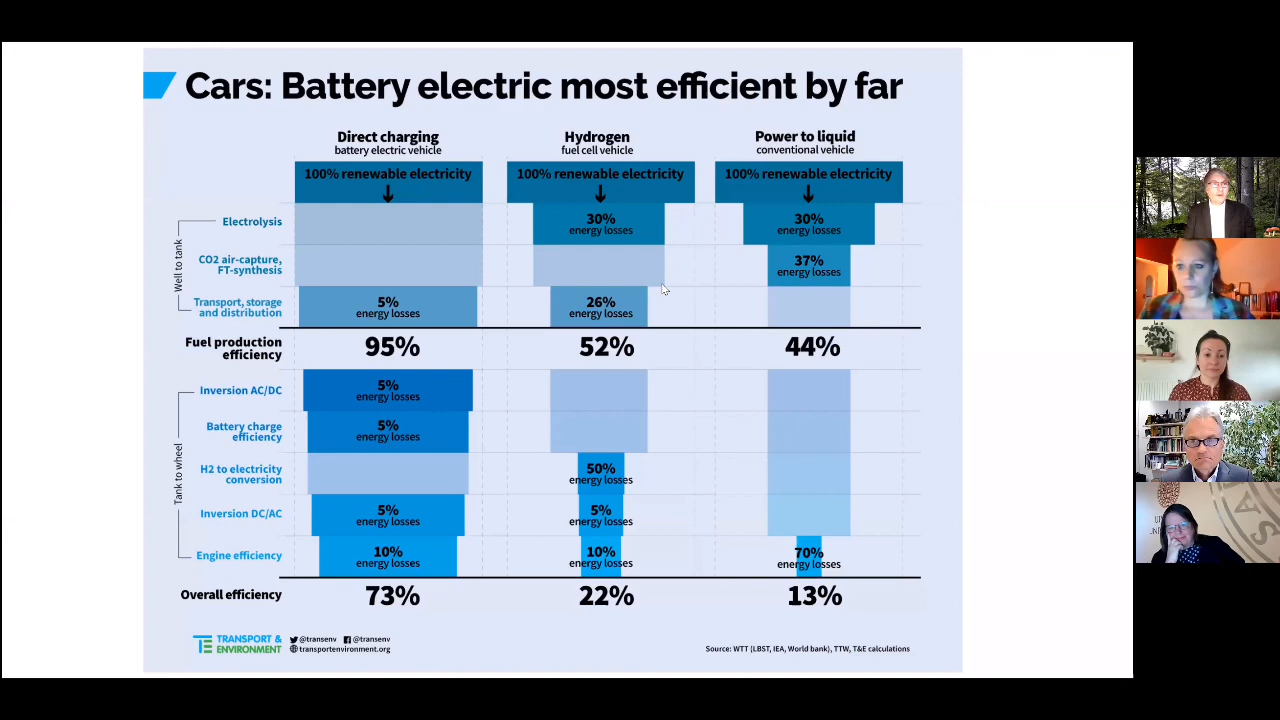 Cars: Battery electric most efficient by far
Direct charging
battery electric vehicle
Hydrogen
fuel cell vehicle
Power to liquid
conventional vehicle
100% renewable electricity
100% renewable electricity
100% renewable electricity
Well to tank
Electrolysis
30%
energy losses
30%
energy losses
CO2 air-capture,
FT-synthesis
37%
energy losses
Transport, storage
and distribution
5%
energy losses
26%
energy losses
Fuel production
efficiency
95%
52%
44%
Tank to wheel
Inversion AC/DC
5%
energy losses
Battery charge
efficiency
5%
energy losses
H2 to electricity
conversion
50%
energy losses
Inversion DC/AC
5%
energy losses
5%
energy losses
Engine efficiency
10%
energy losses
10%
energy losses
70%
energy losses
Overall efficiency
73%
22%
13%
TE TRANSPORT &
ENVIRONMENT
@transenv @transenv
transportenvironment.org
Source: WTT (LBST, IEA, World bank), TTW, T&E calculations